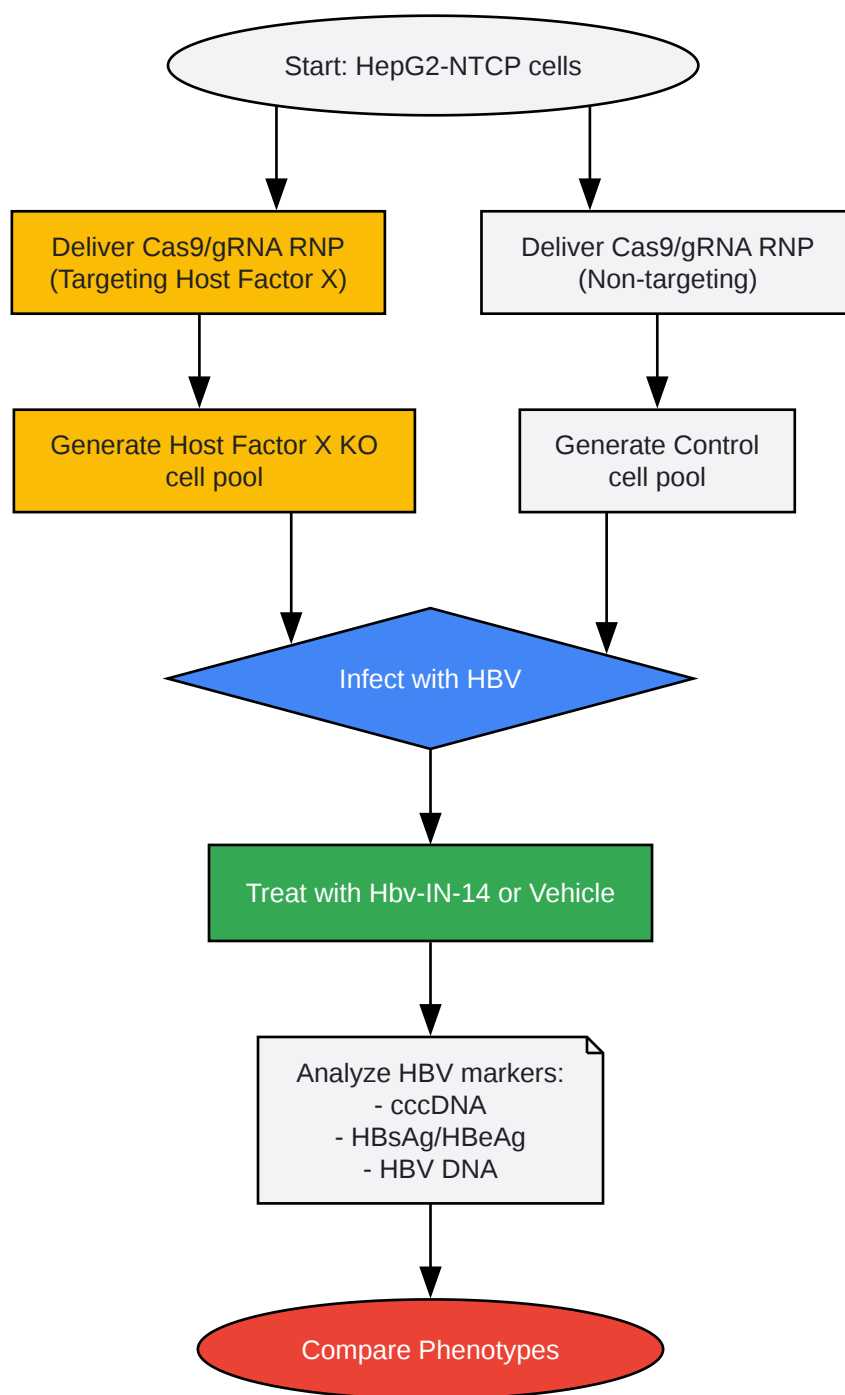 Start: HepG2-NTCP cells
Deliver Cas9/gRNA RNP
(Targeting Host Factor X)
Deliver Cas9/gRNA RNP
(Non-targeting)
Generate Host Factor X KO
cell pool
Generate Control
cell pool
Infect with HBV
Treat with Hbv-IN-14 or Vehicle
Analyze HBV markers:
- cccDNA
- HBsAg/HBeAg
- HBV DNA
Compare Phenotypes